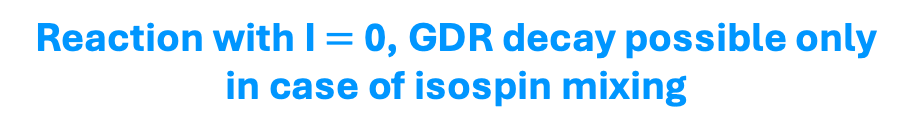 Reaction with I = 0, GDR decay possible only
in case of isospin mixing